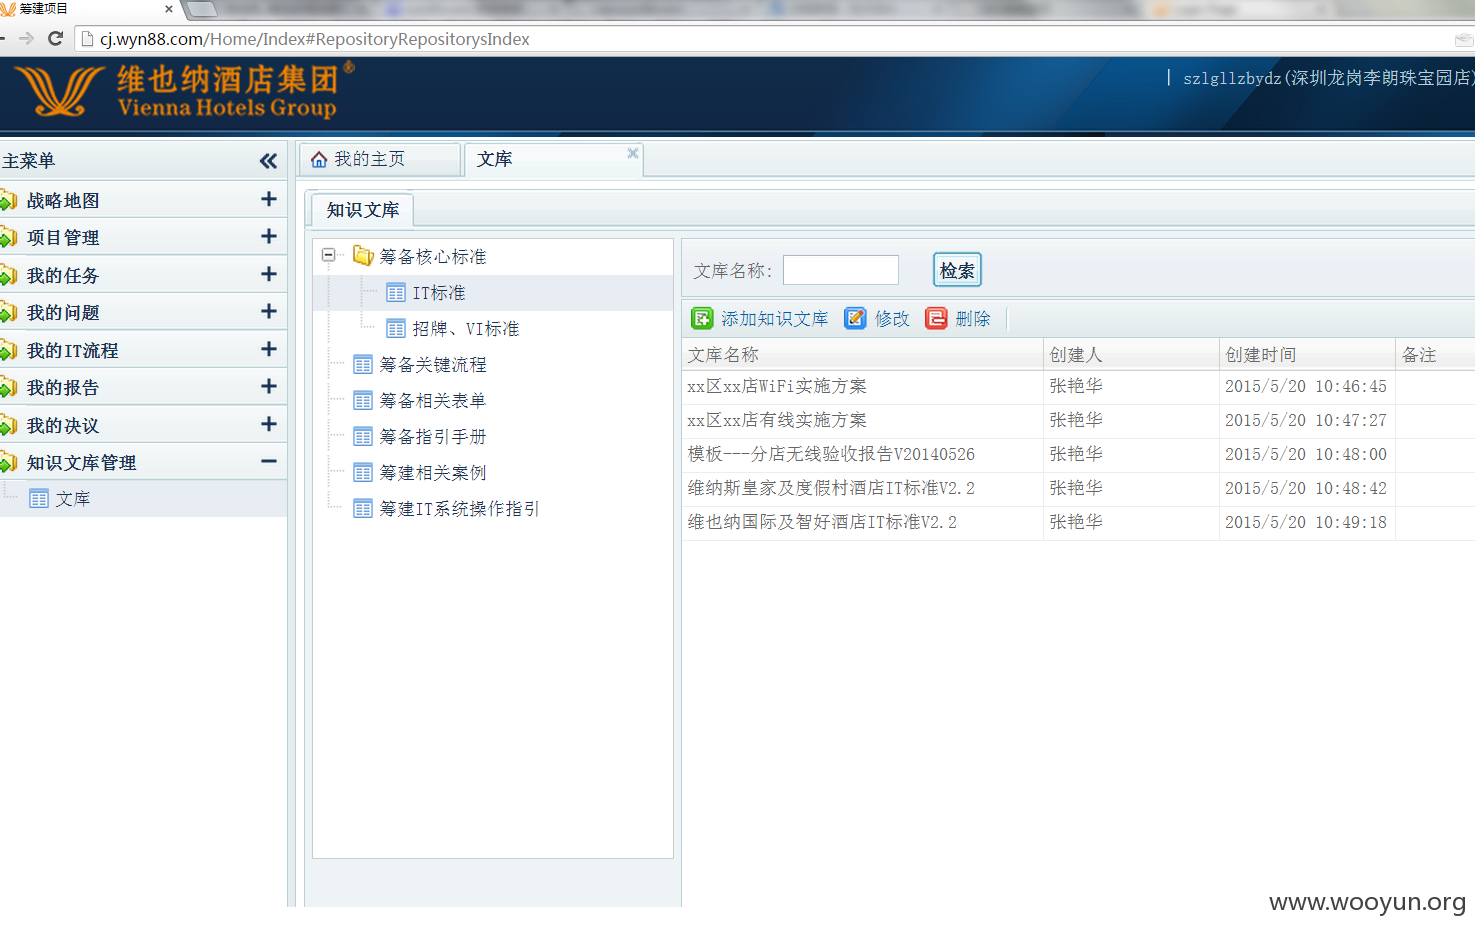 筹建项目
cj.wyn88.com/Home/Index#RepositoryRepositorysIndex
维也纳酒店集团®
Vienna Hotels Group
szlgllzbydz(深圳龙岗李朗珠宝园店)
主菜单
战略地图
项目管理
我的任务
我的问题
我的IT流程
我的报告
我的决议
知识文库管理
文库
我的主页
文库
知识文库
筹备核心标准
IT标准
招牌、VI标准
筹备关键流程
筹备相关表单
筹备指引手册
筹建相关案例
筹建IT系统操作指引
文库名称:
检索
添加知识文库 修改 删除
文库名称 创建人 创建时间 备注
xx区xx店WiFi实施方案 张艳华 2015/5/20 10:46:45
xx区xx店有线实施方案 张艳华 2015/5/20 10:47:27
模板---分店无线验收报告V20140526 张艳华 2015/5/20 10:48:00
维纳斯皇家及度假村酒店IT标准V2.2 张艳华 2015/5/20 10:48:42
维也纳国际及智好酒店IT标准V2.2 张艳华 2015/5/20 10:49:18
www.wooyun.org